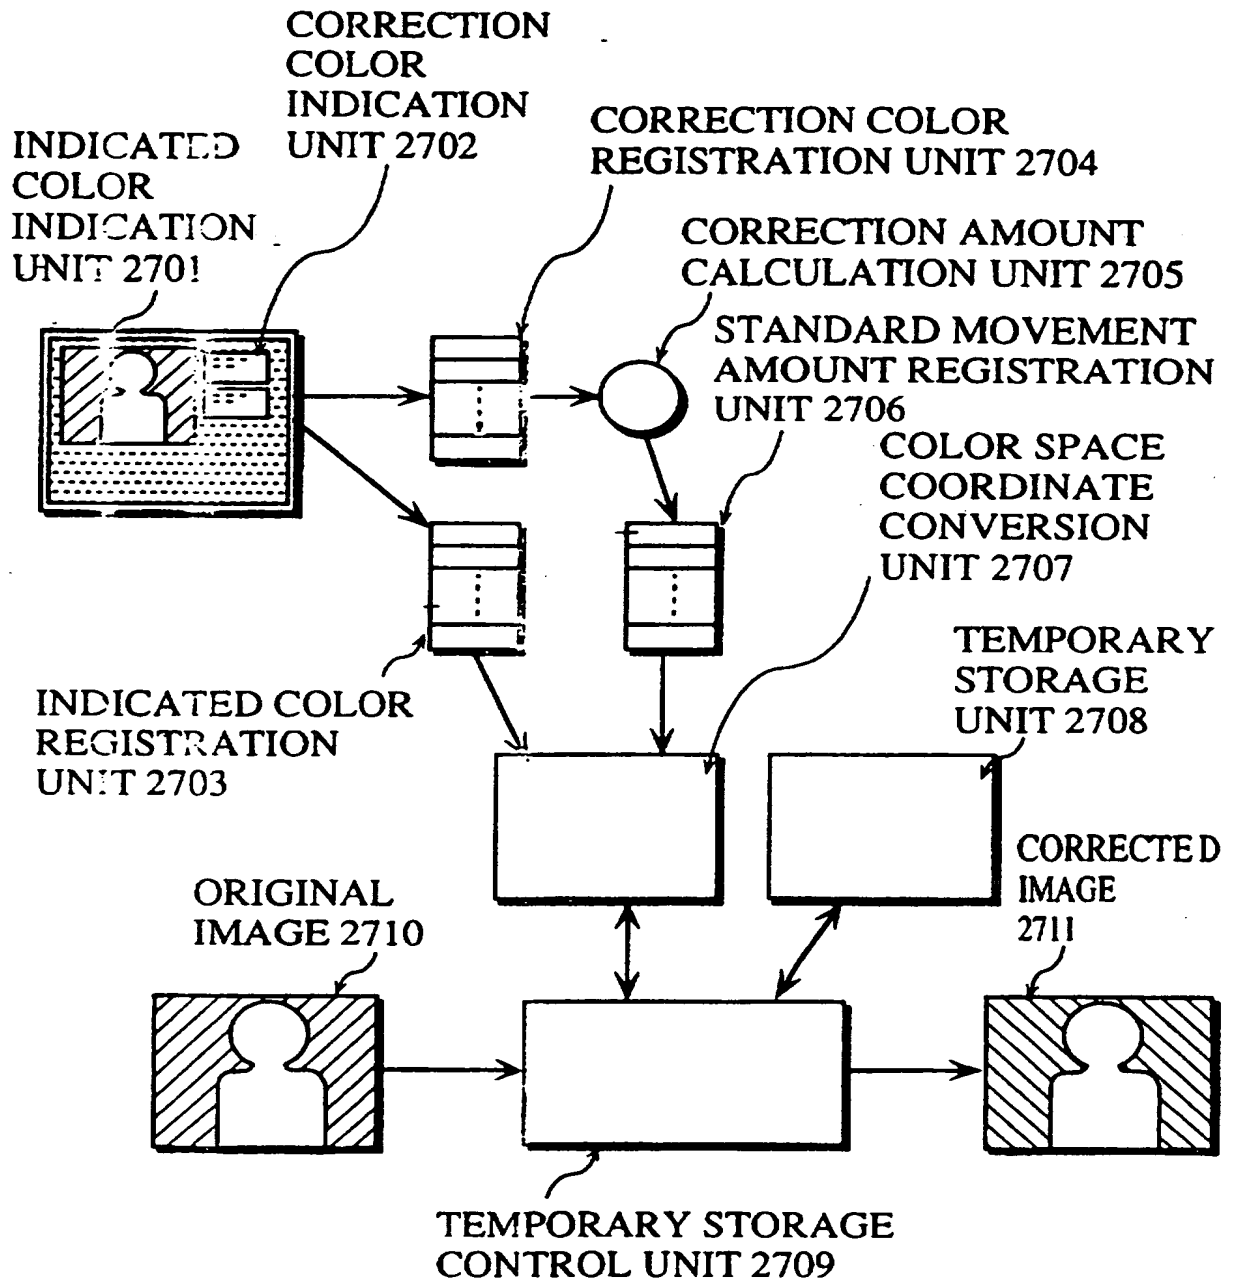 CORRECTION
COLOR
INDICATION
UNIT 2702
INDICATED
COLOR
INDICATION
UNIT 2701
CORRECTION COLOR
REGISTRATION UNIT 2704
CORRECTION AMOUNT
CALCULATION UNIT 2705
STANDARD MOVEMENT
AMOUNT REGISTRATION
UNIT 2706
COLOR SPACE
COORDINATE
CONVERSION
UNIT 2707
TEMPORARY
STORAGE
UNIT 2708
INDICATED COLOR
REGISTRATION
UNIT 2703
CORRECTED
IMAGE
2711
ORIGINAL
IMAGE 2710
TEMPORARY STORAGE
CONTROL UNIT 2709